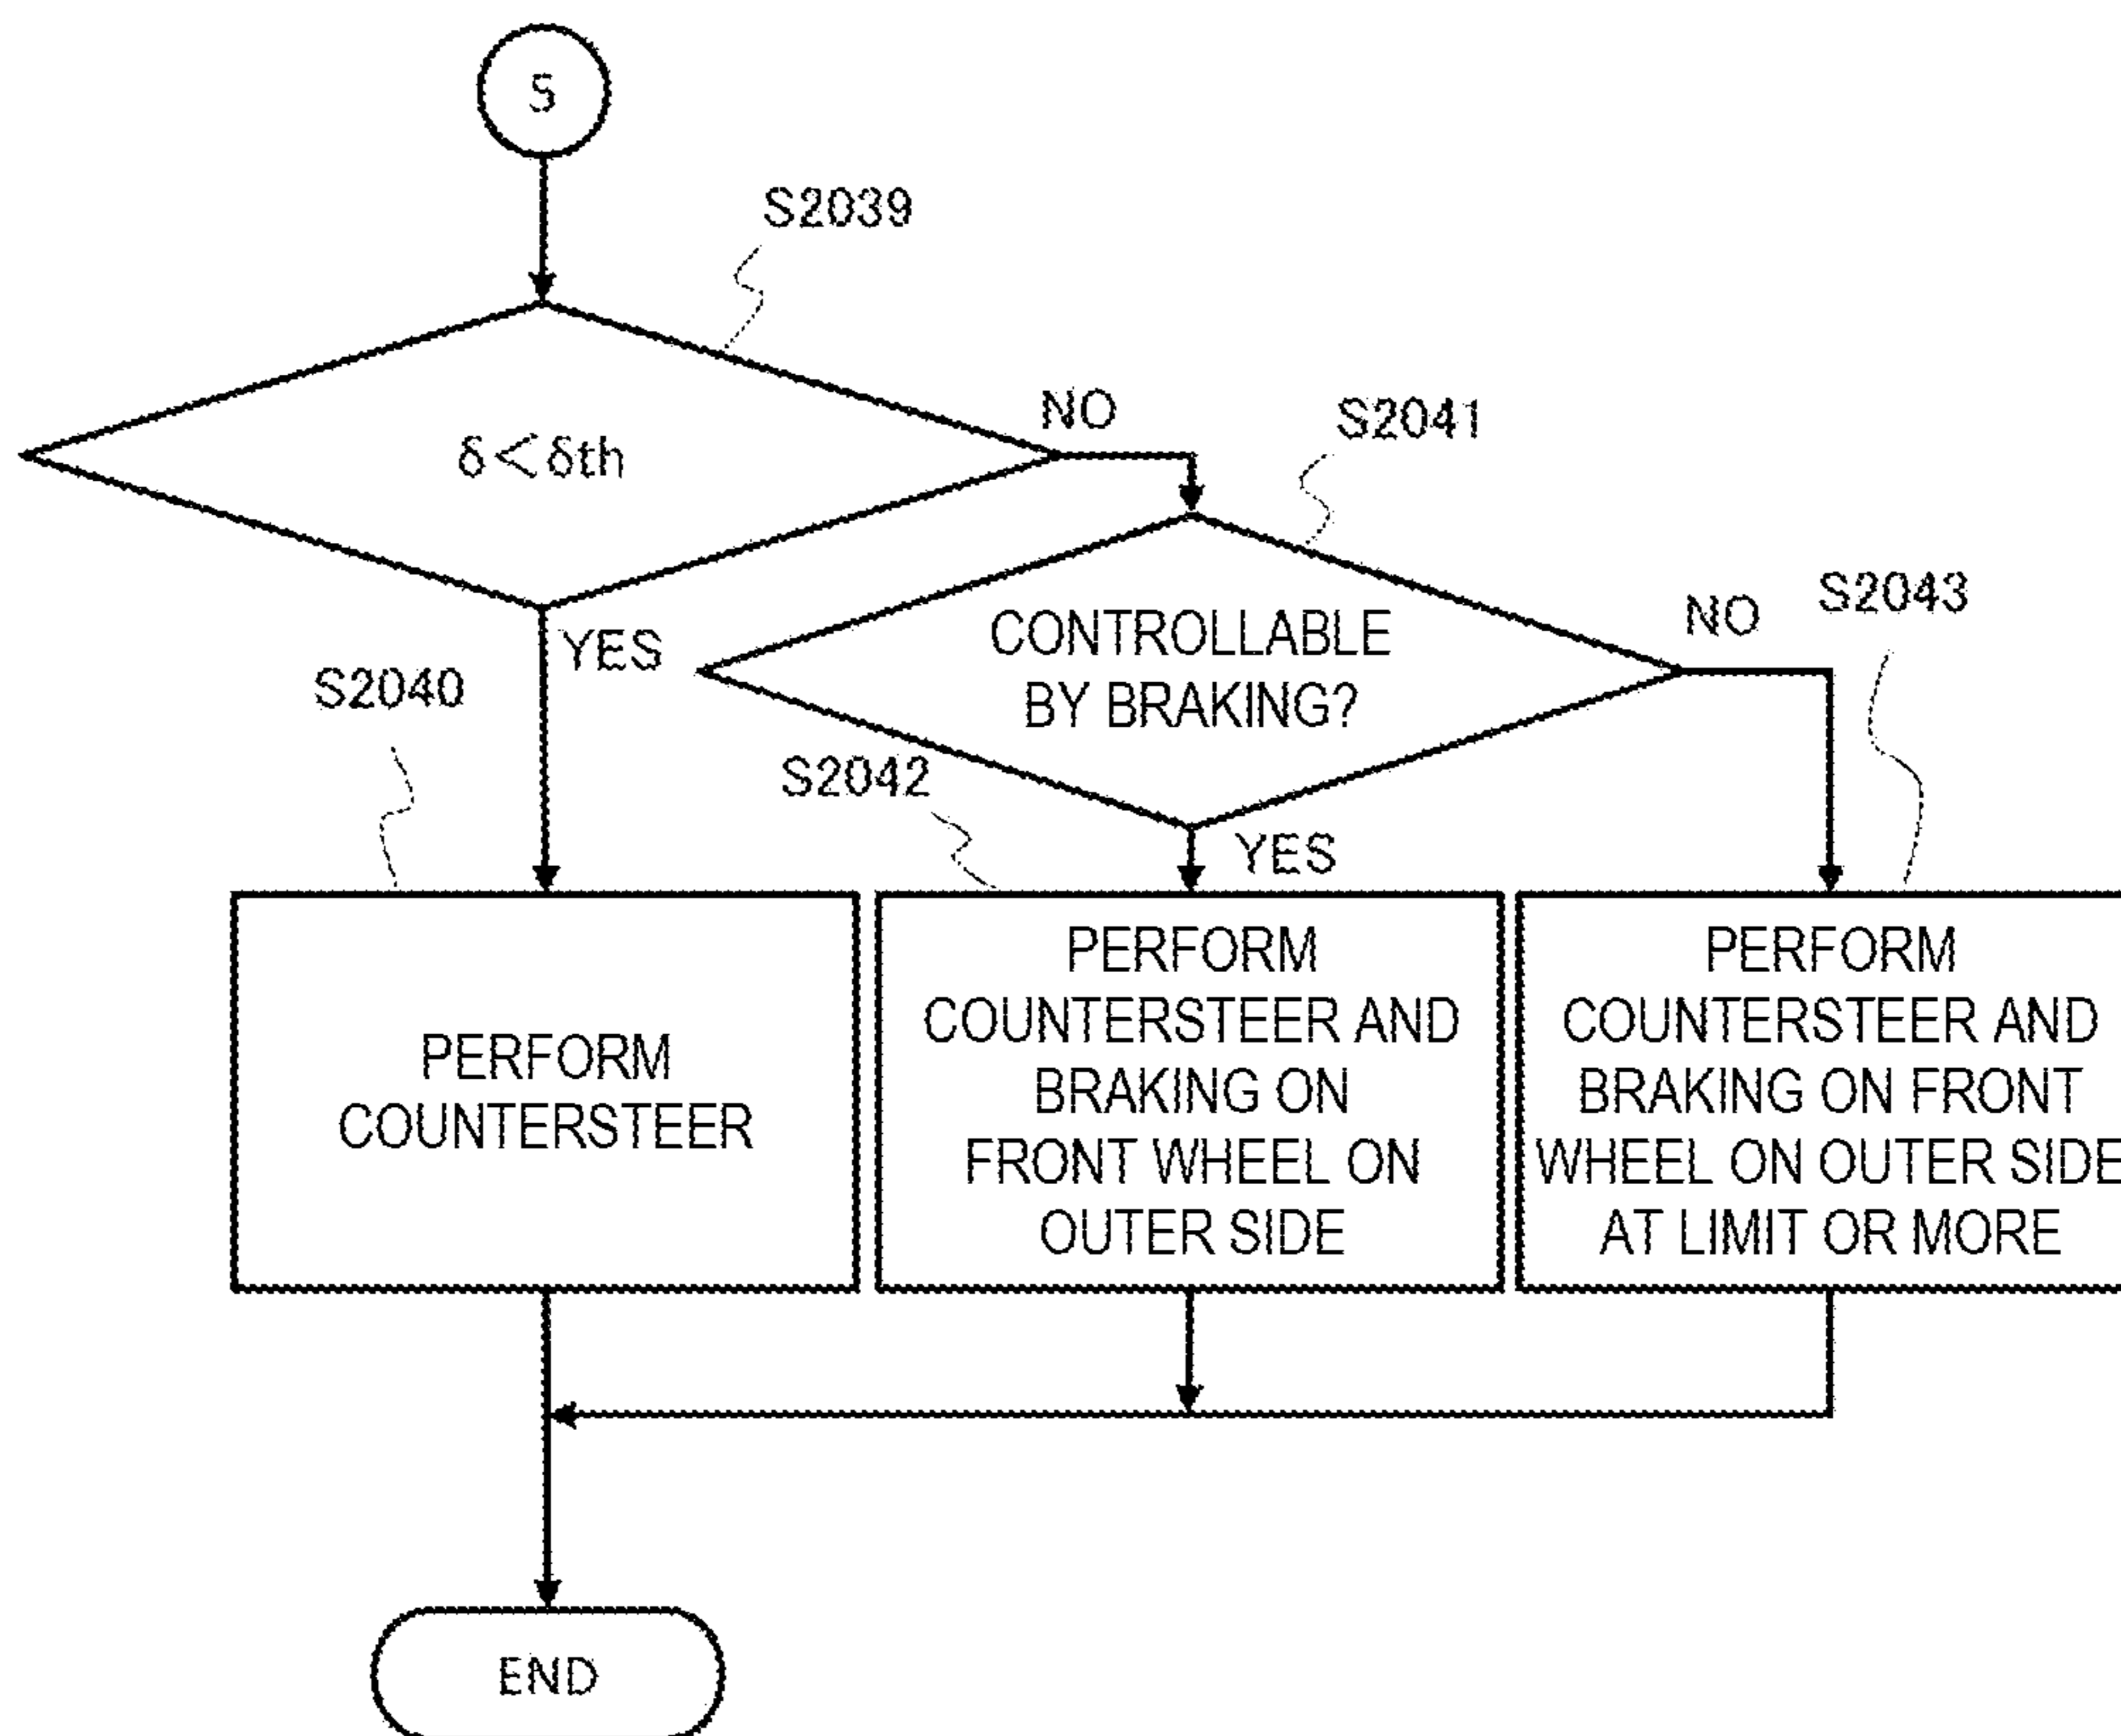 S
S2039
δ<δth
NO
S2041
YES
CONTROLLABLE
BY BRAKING?
NO
S2043
S2040
S2042
YES
PERFORM
COUNTERSTEER
PERFORM
COUNTERSTEER AND
BRAKING ON
FRONT WHEEL ON
OUTER SIDE
PERFORM
COUNTERSTEER AND
BRAKING ON FRONT
WHEEL ON OUTER SIDE
AT LIMIT OR MORE
END